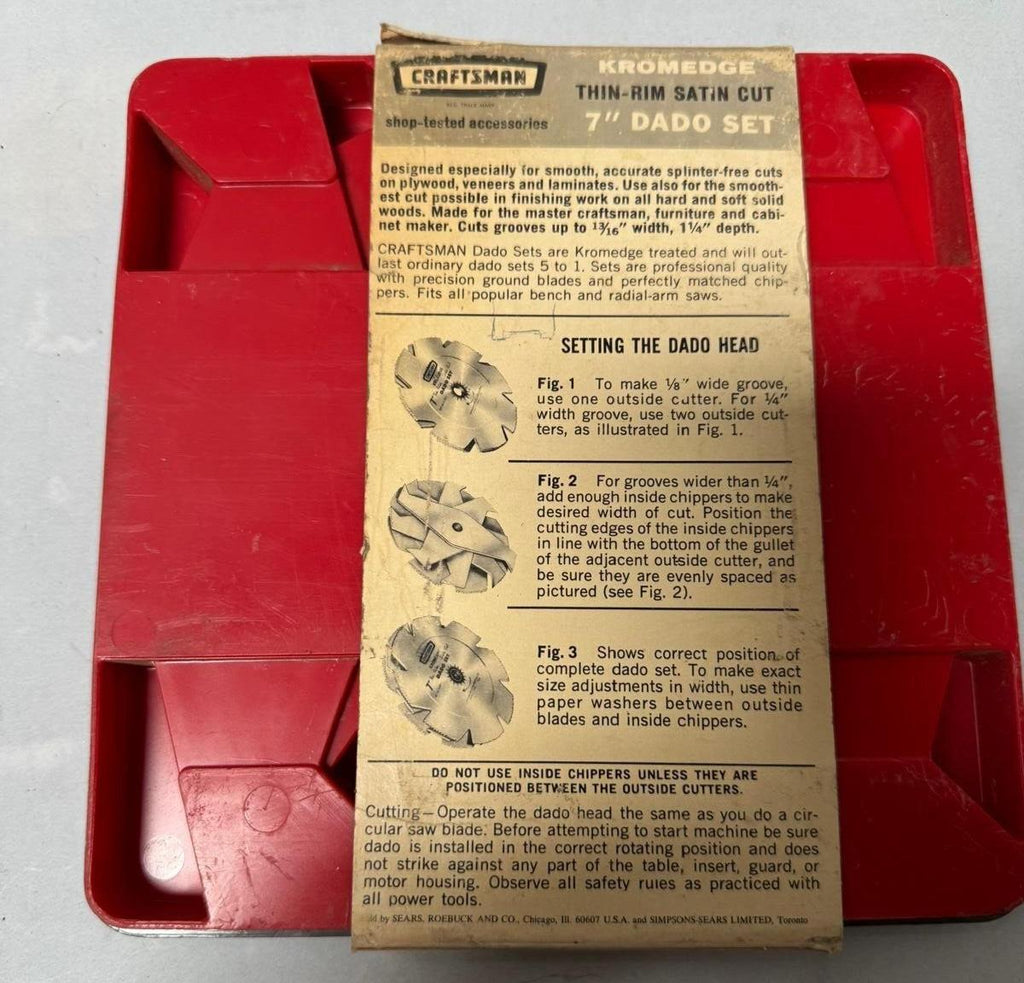 CRAFTSMAN
REG. TRADE MARK
shop-tested accessories
KROMEDGE
THIN-RIM SATIN CUT
7" DADO SET
Designed especially for smooth, accurate splinter-free cuts
on plywood, veneers and laminates. Use also for the smooth-
est cut possible in finishing work on all hard and soft solid
woods. Made for the master craftsman, furniture and cabi-
net maker. Cuts grooves up to 13/16" width, 1¼" depth.
CRAFTSMAN Dado Sets are Kromedge treated and will out-
last ordinary dado sets 5 to 1. Sets are professional quality
with precision ground blades and perfectly matched chip-
pers. Fits all popular bench and radial-arm saws.
SETTING THE DADO HEAD
Fig. 1 To make ⅛" wide groove,
use one outside cutter. For ¼"
width groove, use two outside cut-
ters, as illustrated in Fig. 1.
Fig. 2 For grooves wider than ¼",
add enough inside chippers to make
desired width of cut. Position the
cutting edges of the inside chippers
in line with the bottom of the gullet
of the adjacent outside cutter, and
be sure they are evenly spaced as
pictured (see Fig. 2).
Fig. 3 Shows correct position of
complete dado set. To make exact
size adjustments in width, use thin
paper washers between outside
blades and inside chippers.
DO NOT USE INSIDE CHIPPERS UNLESS THEY ARE
POSITIONED BETWEEN THE OUTSIDE CUTTERS.
Cutting—Operate the dado head the same as you do a cir-
cular saw blade. Before attempting to start machine be sure
dado is installed in the correct rotating position and does
not strike against any part of the table, insert, guard, or
motor housing. Observe all safety rules as practiced with
all power tools.
by SEARS, ROEBUCK AND CO., Chicago, Ill. 60607 U.S.A. and SIMPSONS-SEARS LIMITED, Toronto